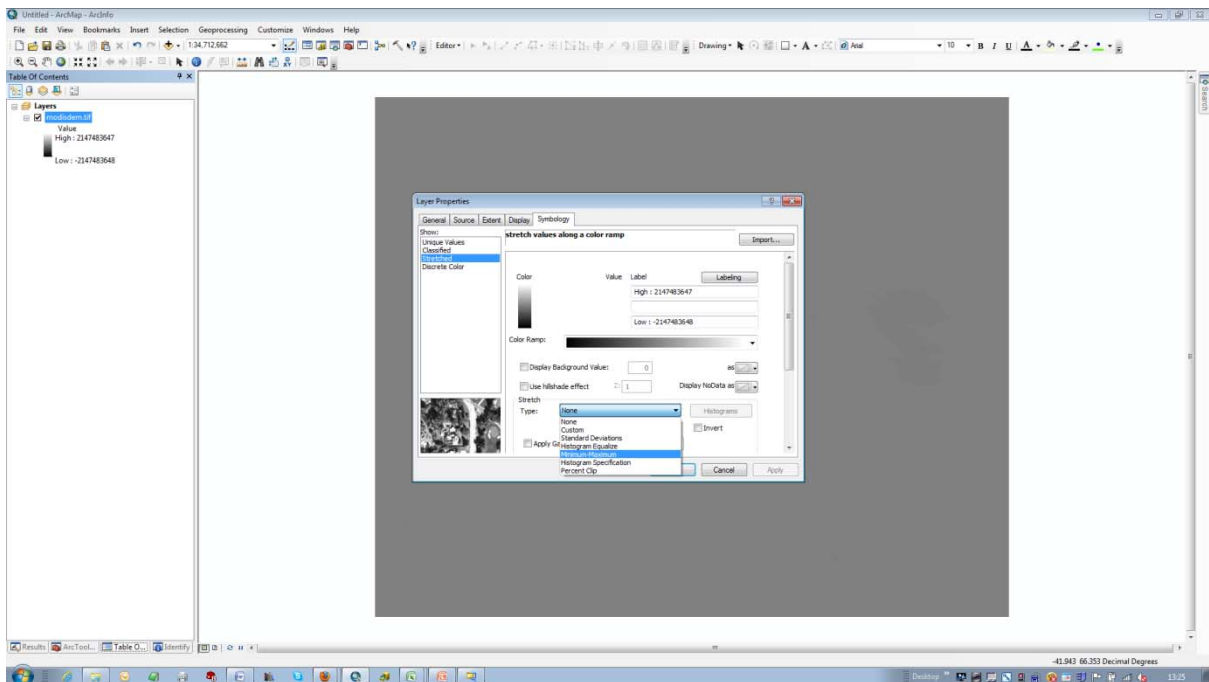 Untitled - ArcMap - ArcInfo
File Edit View Bookmarks Insert Selection Geoprocessing Customize Windows Help
1:34,712,662
Editor
Drawing
Arial
10
B I U A
Table Of Contents
Layers
modisdem.tif
Value
High : 2147483647
Low : -2147483648
Search
Layer Properties
General Source Extent Display Symbology
Show:
Unique Values
Classified
Stretched
Discrete Color
stretch values along a color ramp
Import...
Color Value Label Labeling
High : 2147483647
Low : -2147483648
Color Ramp:
Display Background Value: 0 as
Use hillshade effect Z: 1 Display NoData as
Stretch
Type: None Histograms
None
Custom
Standard Deviations
Histogram Equalize
Minimum-Maximum
Histogram Specification
Percent Clip
Invert
Apply Ga
Cancel Apply
Results ArcTool... Table O... Identify
-41.943 66.353 Decimal Degrees
Desktop
13:25